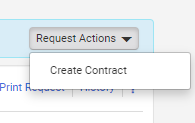 Request Actions
Create Contract
Print Request History